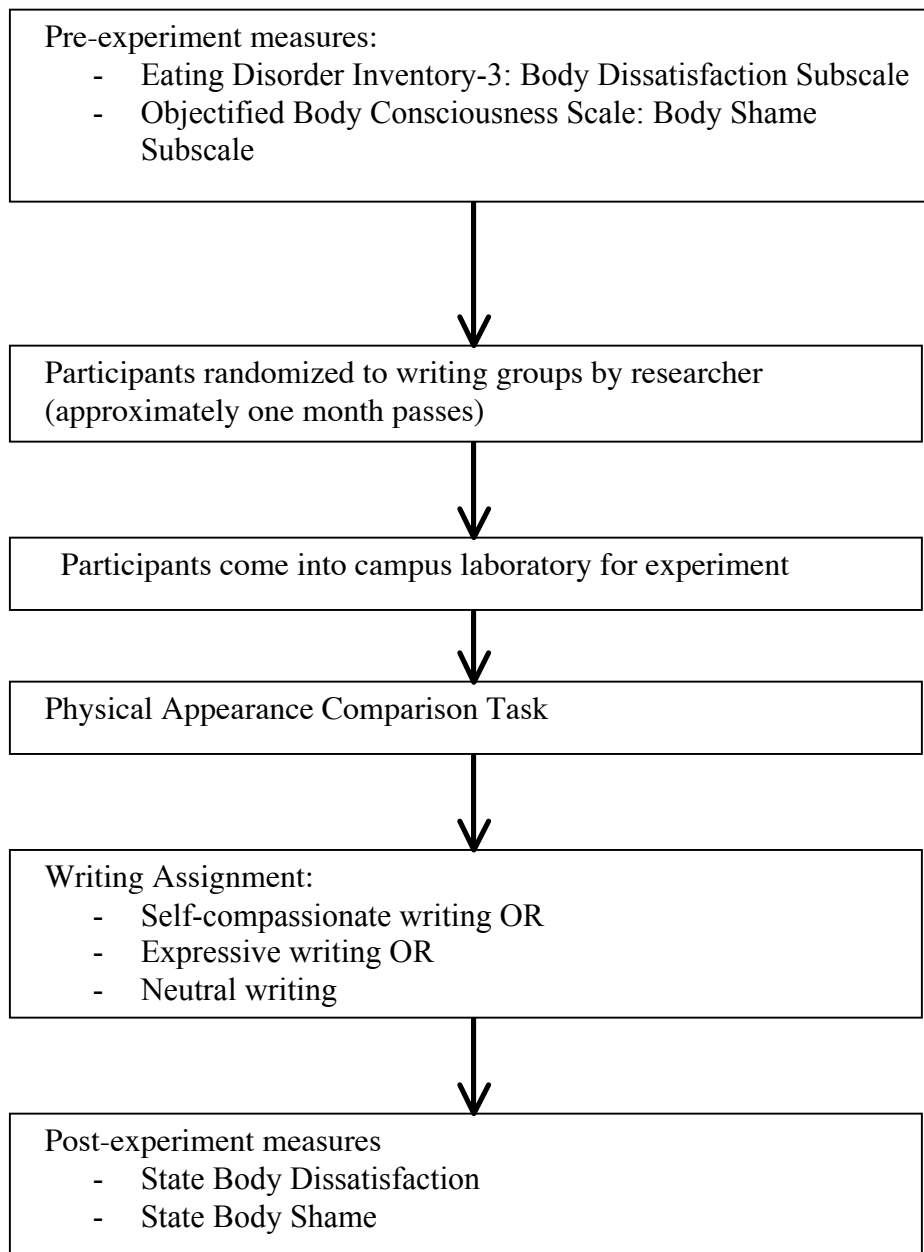 Pre-experiment measures:
- Eating Disorder Inventory-3: Body Dissatisfaction Subscale
- Objectified Body Consciousness Scale: Body Shame
Subscale
Participants randomized to writing groups by researcher
(approximately one month passes)
Participants come into campus laboratory for experiment
Physical Appearance Comparison Task
Writing Assignment:
- Self-compassionate writing OR
- Expressive writing OR
- Neutral writing
Post-experiment measures
- State Body Dissatisfaction
- State Body Shame